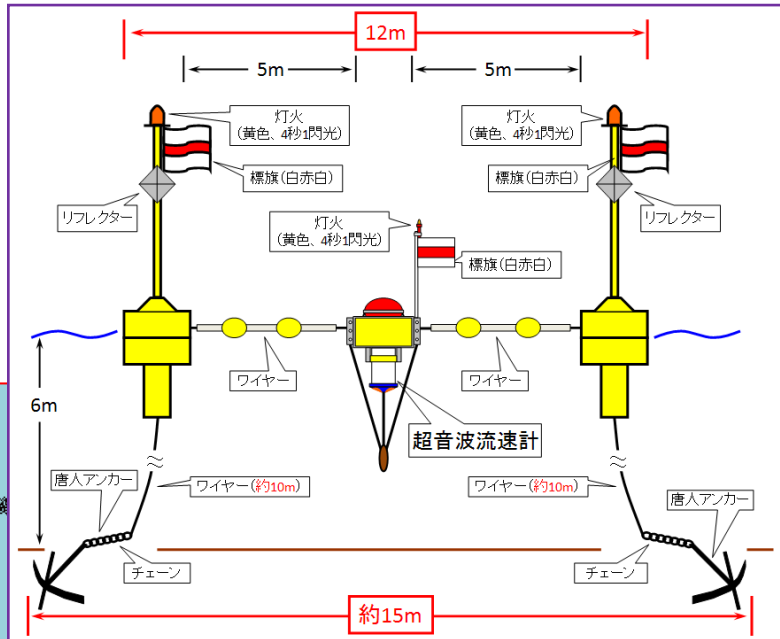 12m
5m
5m
灯火
(黄色、4秒1閃光)
灯火
(黄色、4秒1閃光)
標旗(白赤白)
標旗(白赤白)
リフレクター
リフレクター
灯火
(黄色、4秒1閃光)
標旗(白赤白)
ワイヤー
ワイヤー
6m
超音波流速計
唐人アンカー
ワイヤー(約10m)
ワイヤー(約10m)
唐人アンカー
チェーン
チェーン
約15m